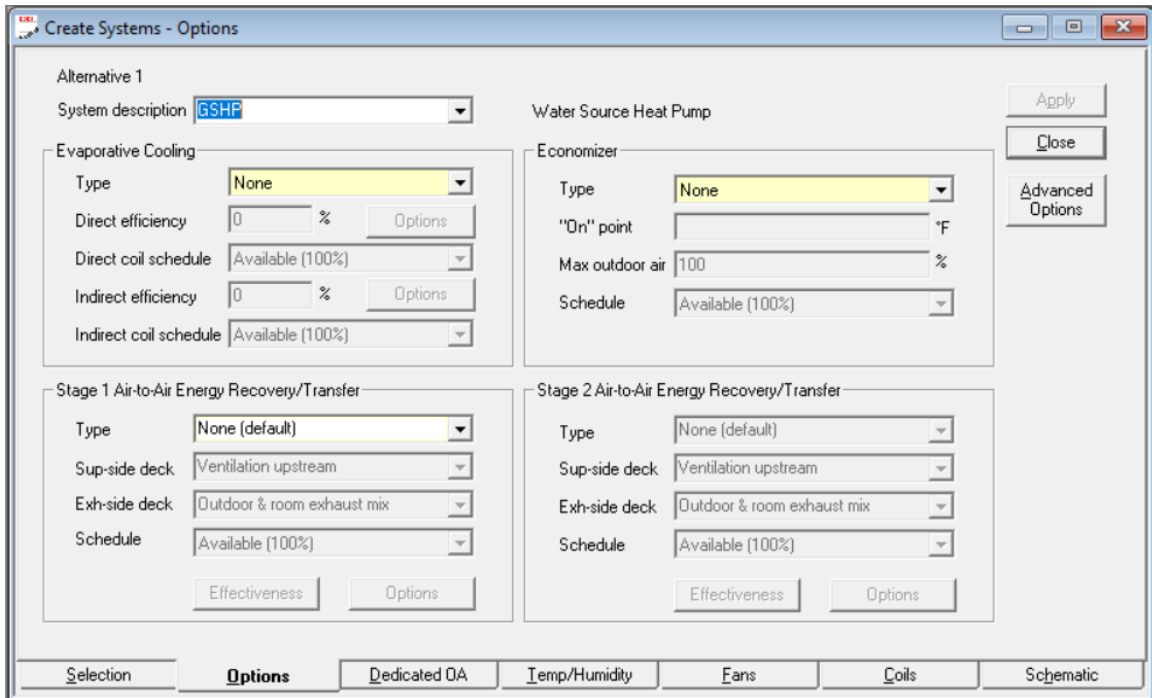 Create Systems - Options
Alternative 1
System description GSHP
Water Source Heat Pump
Apply
Close
Advanced
Options
Evaporative Cooling
Type None
Direct efficiency 0 % Options
Direct coil schedule Available (100%)
Indirect efficiency 0 % Options
Indirect coil schedule Available (100%)
Economizer
Type None
"On" point °F
Max outdoor air 100 %
Schedule Available (100%)
Stage 1 Air-to-Air Energy Recovery/Transfer
Type None (default)
Sup-side deck Ventilation upstream
Exh-side deck Outdoor & room exhaust mix
Schedule Available (100%)
Effectiveness Options
Stage 2 Air-to-Air Energy Recovery/Transfer
Type None (default)
Sup-side deck Ventilation upstream
Exh-side deck Outdoor & room exhaust mix
Schedule Available (100%)
Effectiveness Options
Selection Options Dedicated OA Temp/Humidity Fans Coils Schematic